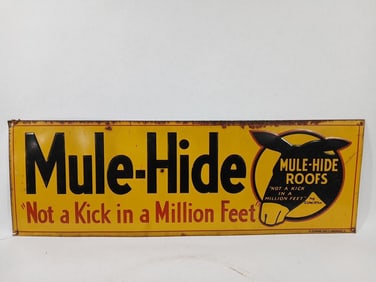 Mule-Hide
"Not a Kick in a Million Feet"
MULE-HIDE
ROOFS
"NOT A KICK
IN A
MILLION FEET"